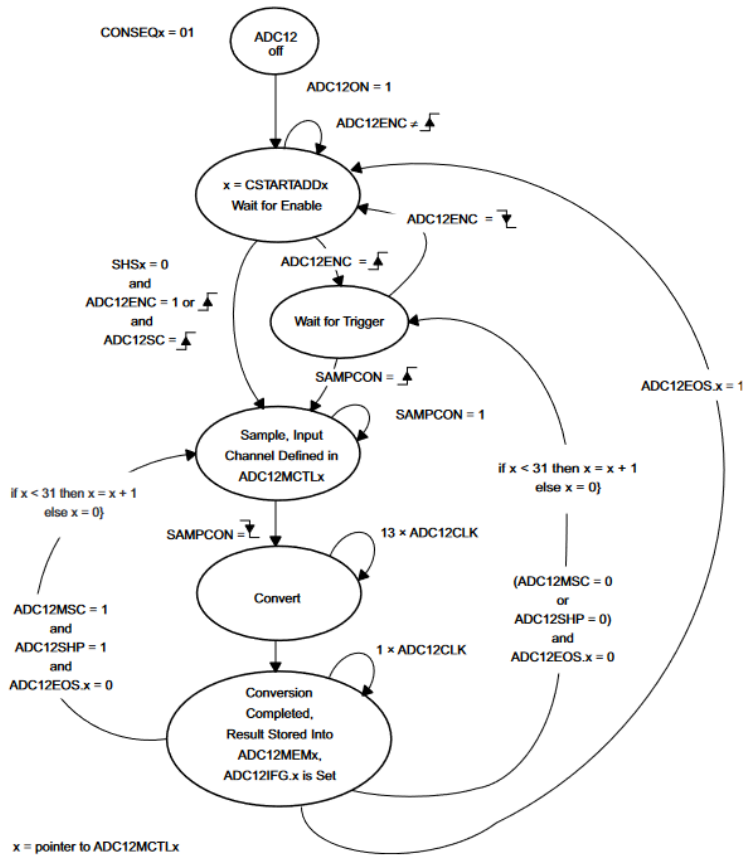 CONSEQx = 01
ADC12
off
ADC12ON = 1
ADC12ENC ≠
x = CSTARTADDx
Wait for Enable
ADC12ENC =
SHSx = 0
and
ADC12ENC = 1 or
and
ADC12SC =
ADC12ENC =
Wait for Trigger
SAMPCON =
ADC12EOS.x = 1
SAMPCON = 1
Sample, Input
Channel Defined in
ADC12MCTLx
if x < 31 then x = x + 1
else x = 0}
if x < 31 then x = x + 1
else x = 0}
SAMPCON =
13 × ADC12CLK
Convert
(ADC12MSC = 0
or
ADC12SHP = 0)
and
ADC12EOS.x = 0
ADC12MSC = 1
and
ADC12SHP = 1
and
ADC12EOS.x = 0
1 × ADC12CLK
Conversion
Completed,
Result Stored Into
ADC12MEMx,
ADC12IFG.x is Set
x = pointer to ADC12MCTLx